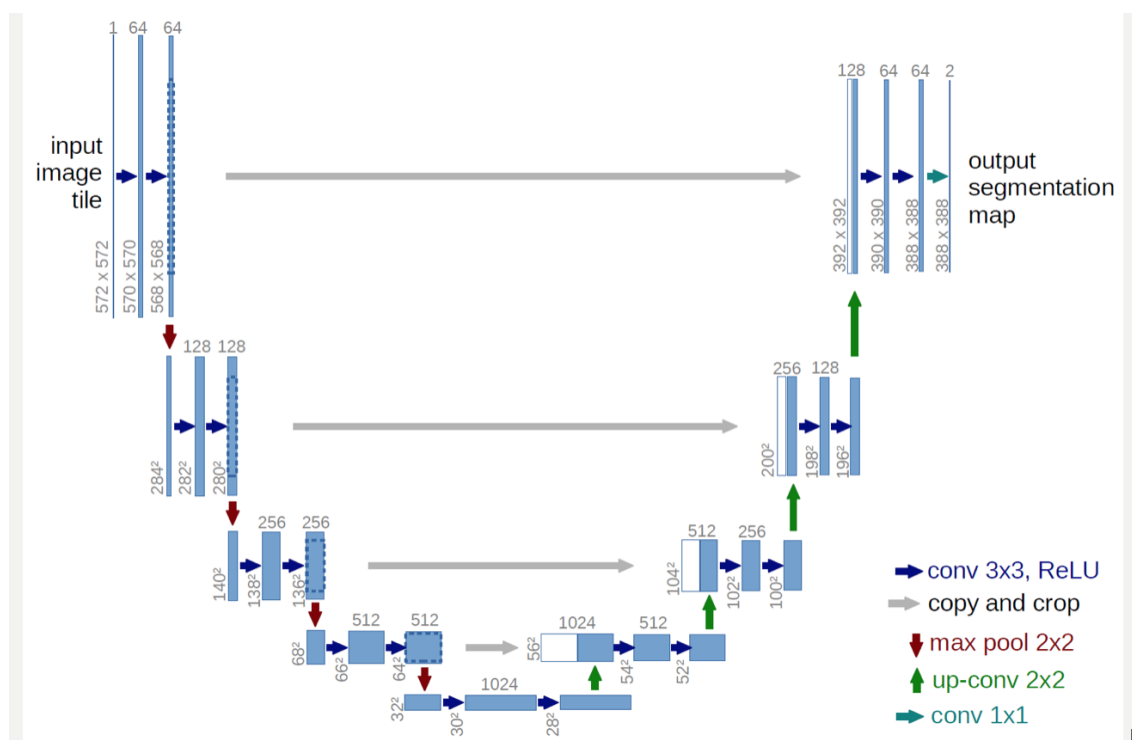 1 64 64
128 64 64 2
input
image
tile
output
segmentation
map
572 x 572
570 x 570
568 x 568
392 x 392
390 x 390
388 x 388
388 x 388
128 128
256 128
284²
282²
280²
200²
198²
196²
256 256
512 256
140²
138²
136²
104²
102²
100²
512 512
1024 512
68²
66²
64²
56²
54²
52²
1024
32²
30²
28²
conv 3x3, ReLU
copy and crop
max pool 2x2
up-conv 2x2
conv 1x1